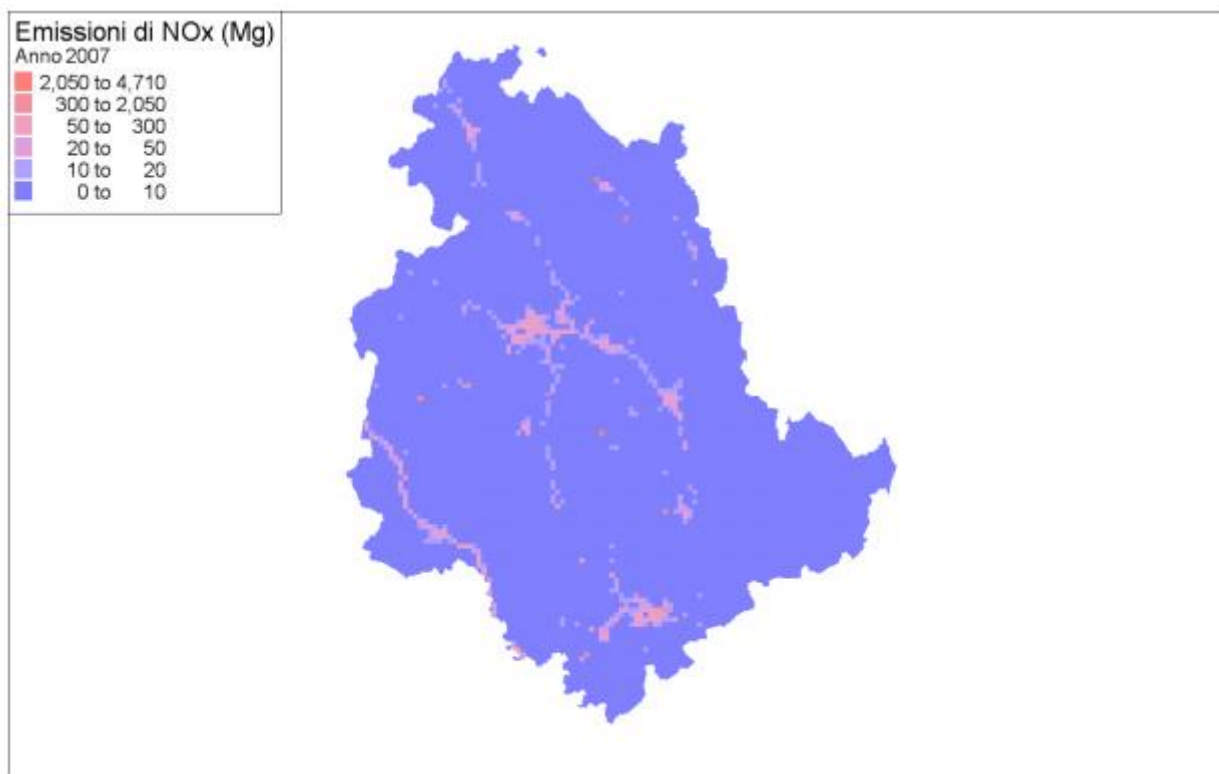 Emissioni di NOx (Mg)
Anno 2007
2,050 to 4,710
300 to 2,050
50 to 300
20 to 50
10 to 20
0 to 10